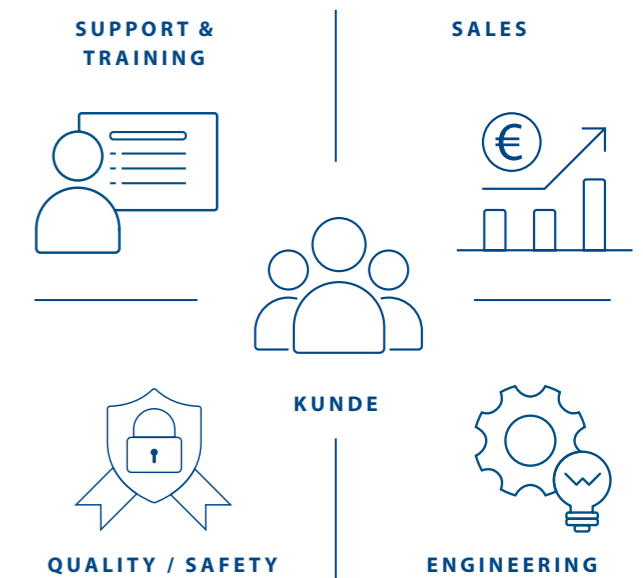 SUPPORT &
TRAINING
SALES
€
KUNDE
QUALITY / SAFETY
ENGINEERING